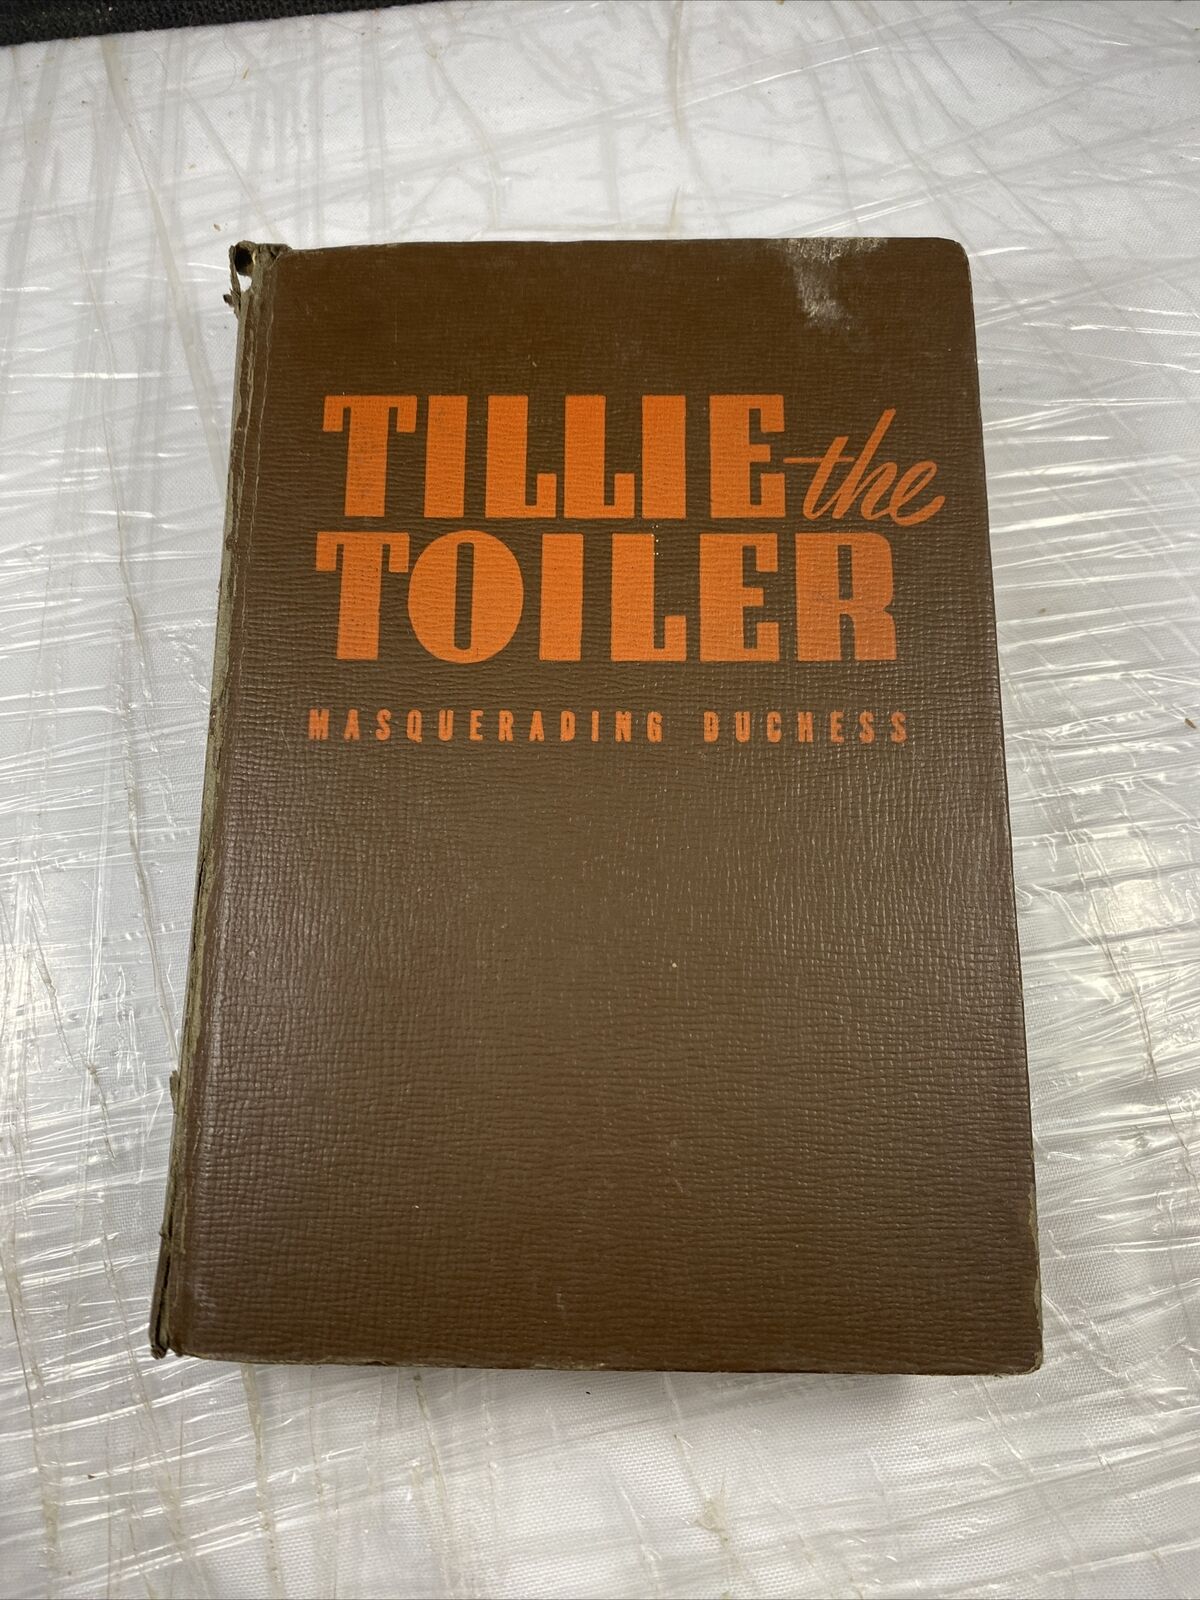 TILLIE the
TOILER
MASQUERADING DUCHESS